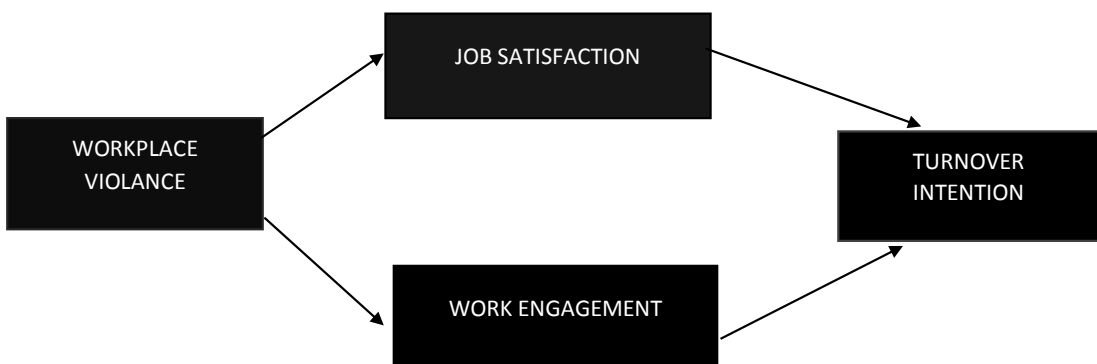 JOB SATISFACTION
WORKPLACE
VIOLANCE
TURNOVER
INTENTION
WORK ENGAGEMENT